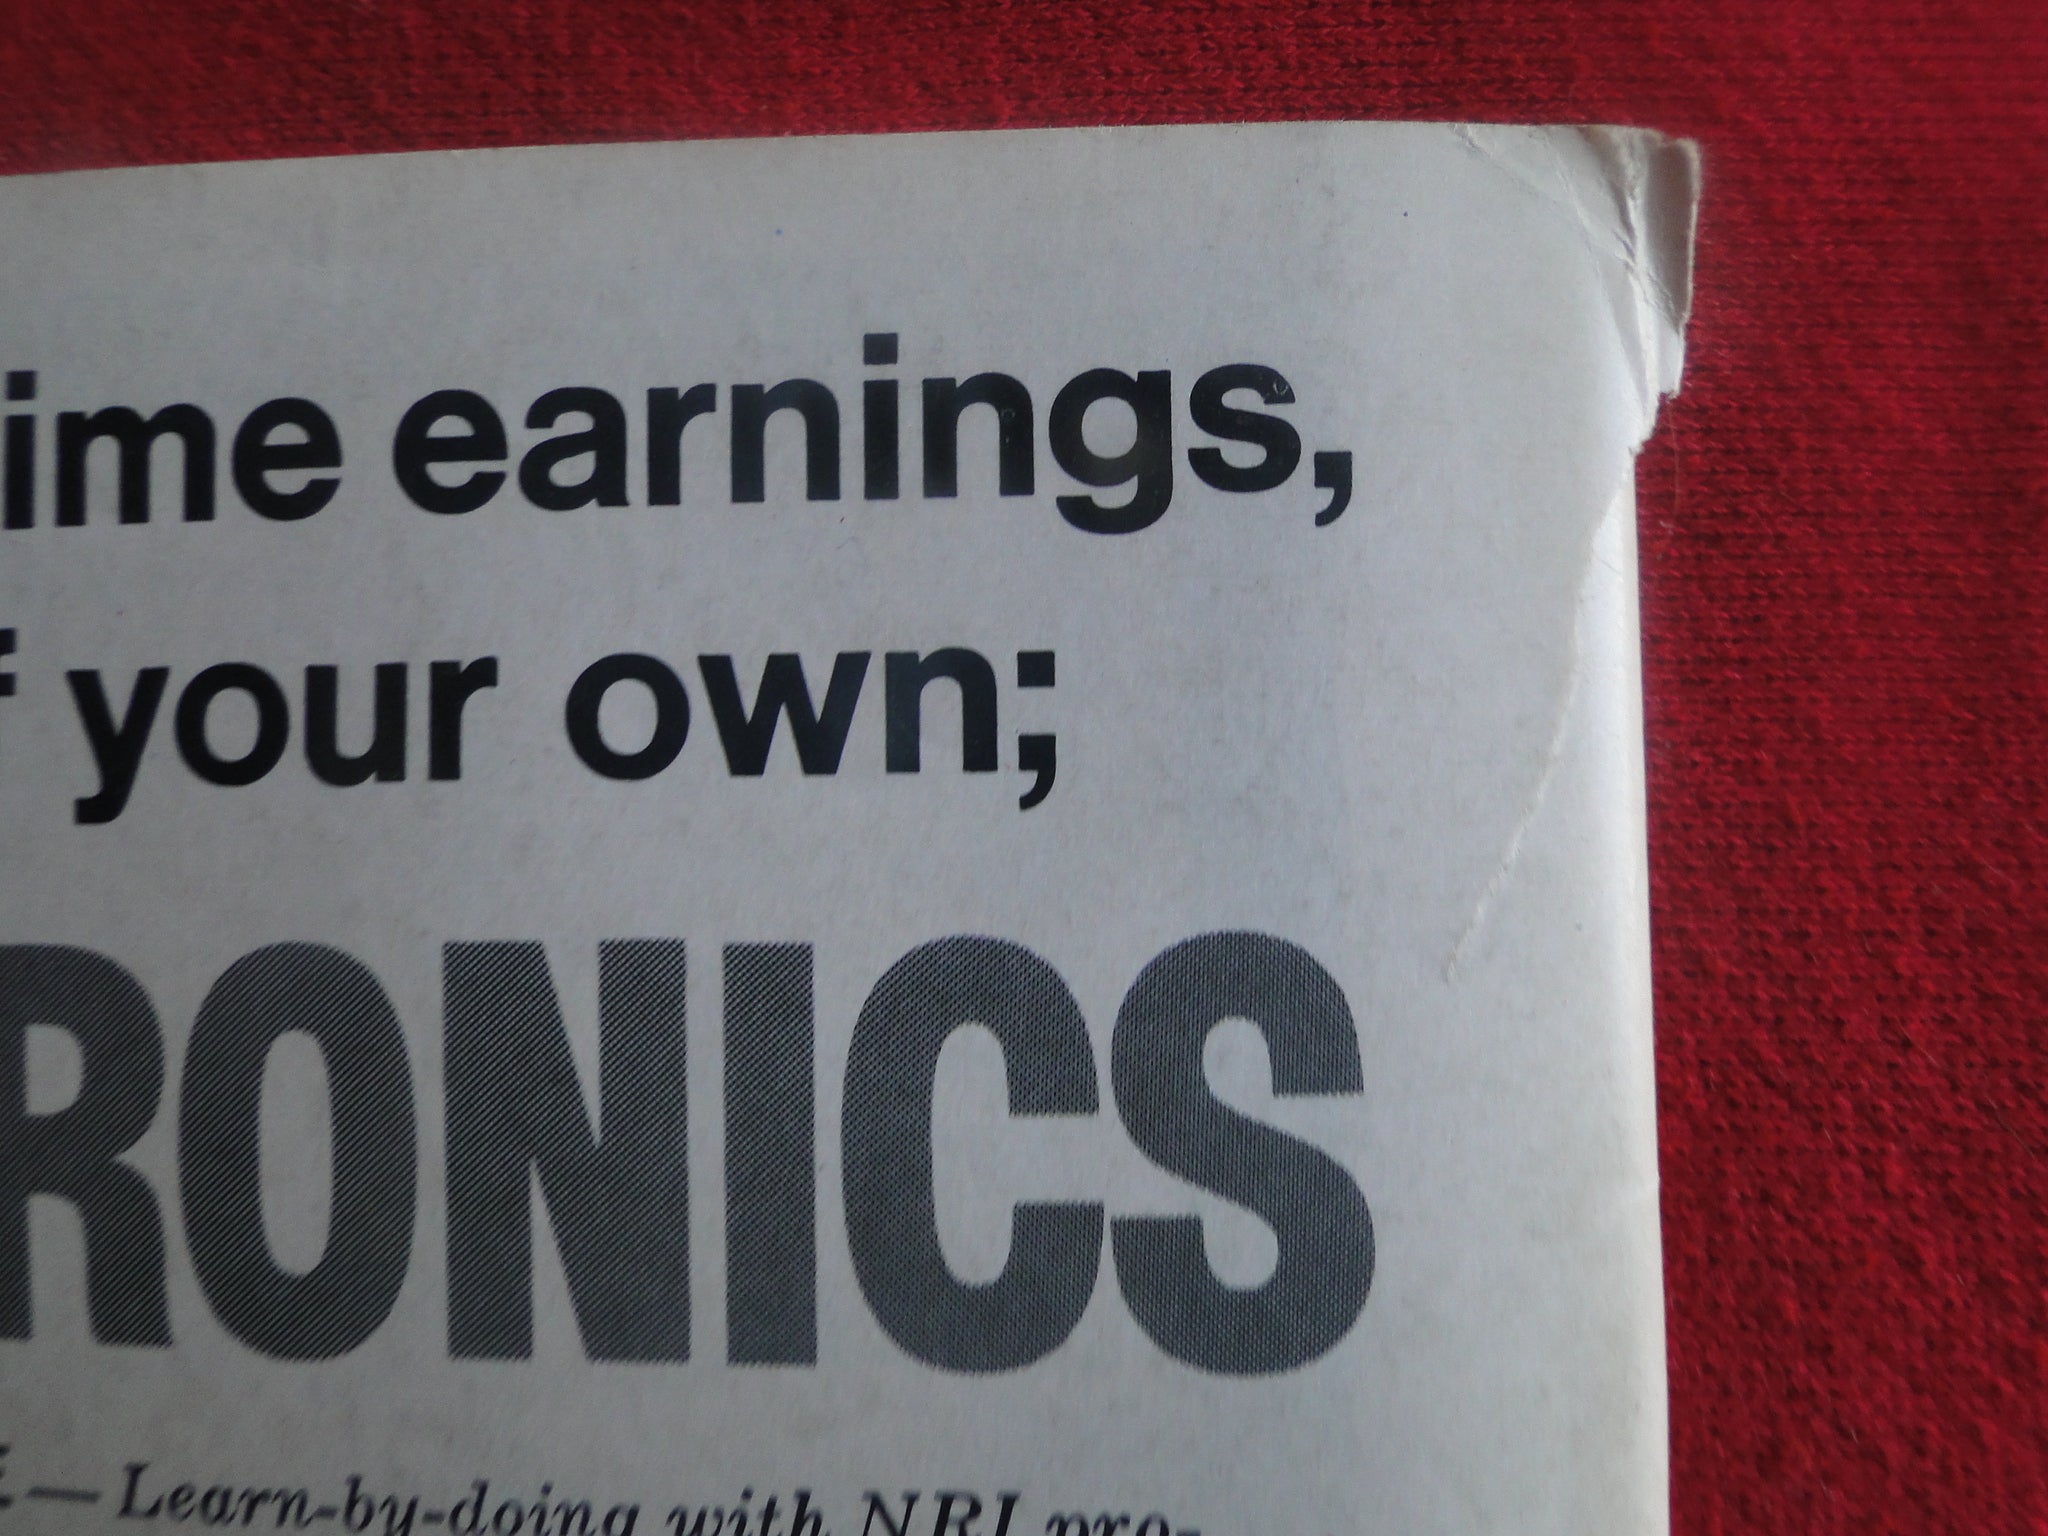 ime earnings,
f your own;
RONICS
— Learn-by-doing with NRI pro-